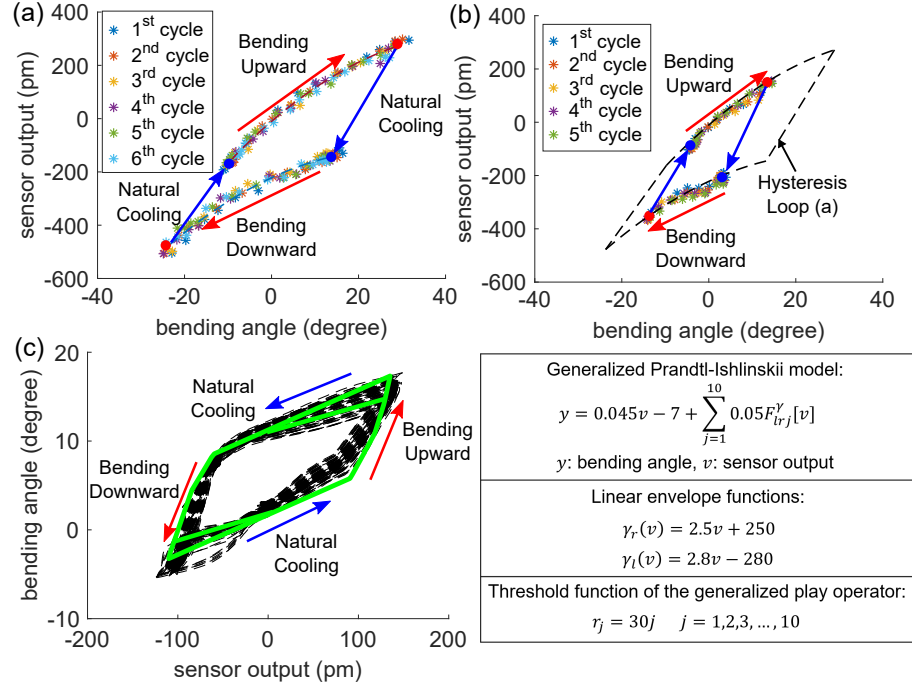 (a)
1st cycle
2nd cycle
3rd cycle
4th cycle
5th cycle
6th cycle
Bending
Upward
Natural
Cooling
Natural
Cooling
Bending
Downward
400
200
0
-200
-400
-600
-40
-20
0
20
40
sensor output (pm)
bending angle (degree)
(b)
1st cycle
2nd cycle
3rd cycle
4th cycle
5th cycle
Bending
Upward
Hysteresis
Loop (a)
Bending
Downward
400
200
0
-200
-400
-600
-40
-20
0
20
40
sensor output (pm)
bending angle (degree)
(c)
Natural
Cooling
Bending
Upward
Bending
Downward
Natural
Cooling
20
10
0
-10
-200
-100
0
100
200
bending angle (degree)
sensor output (pm)
Generalized Prandtl-Ishlinskii model:
y = 0.045v − 7 + ∑_{j=1}^{10} 0.05F_{lrj}^{γ}[v]
y: bending angle, v: sensor output
Linear envelope functions:
γ_r(v) = 2.5v + 250
γ_l(v) = 2.8v − 280
Threshold function of the generalized play operator:
r_j = 30j j = 1,2,3, … , 10